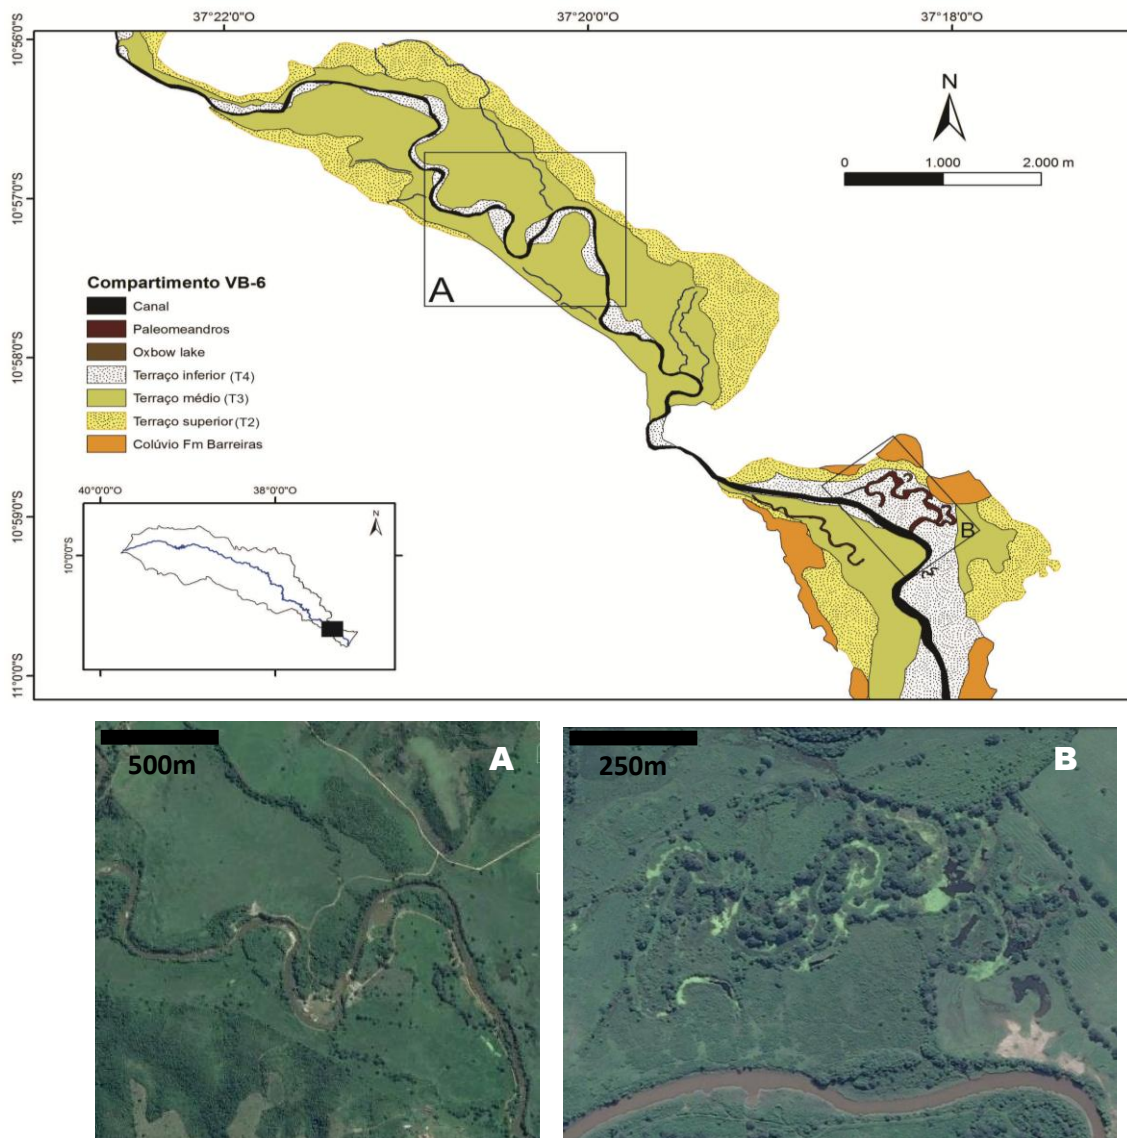 37°22'0"O 37°20'0"O 37°18'0"O
10°56'0"S
10°57'0"S
10°58'0"S
10°59'0"S
11°0'0"S
N
0 1.000 2.000 m
A
Compartimento VB-6
Canal
Paleomeandros
Oxbow lake
Terraço inferior (T4)
Terraço médio (T3)
Terraço superior (T2)
Colúvio Fm Barreiras
B
40°0'0"O 38°0'0"O
10°0'0"S
N
500m
A
250m
B